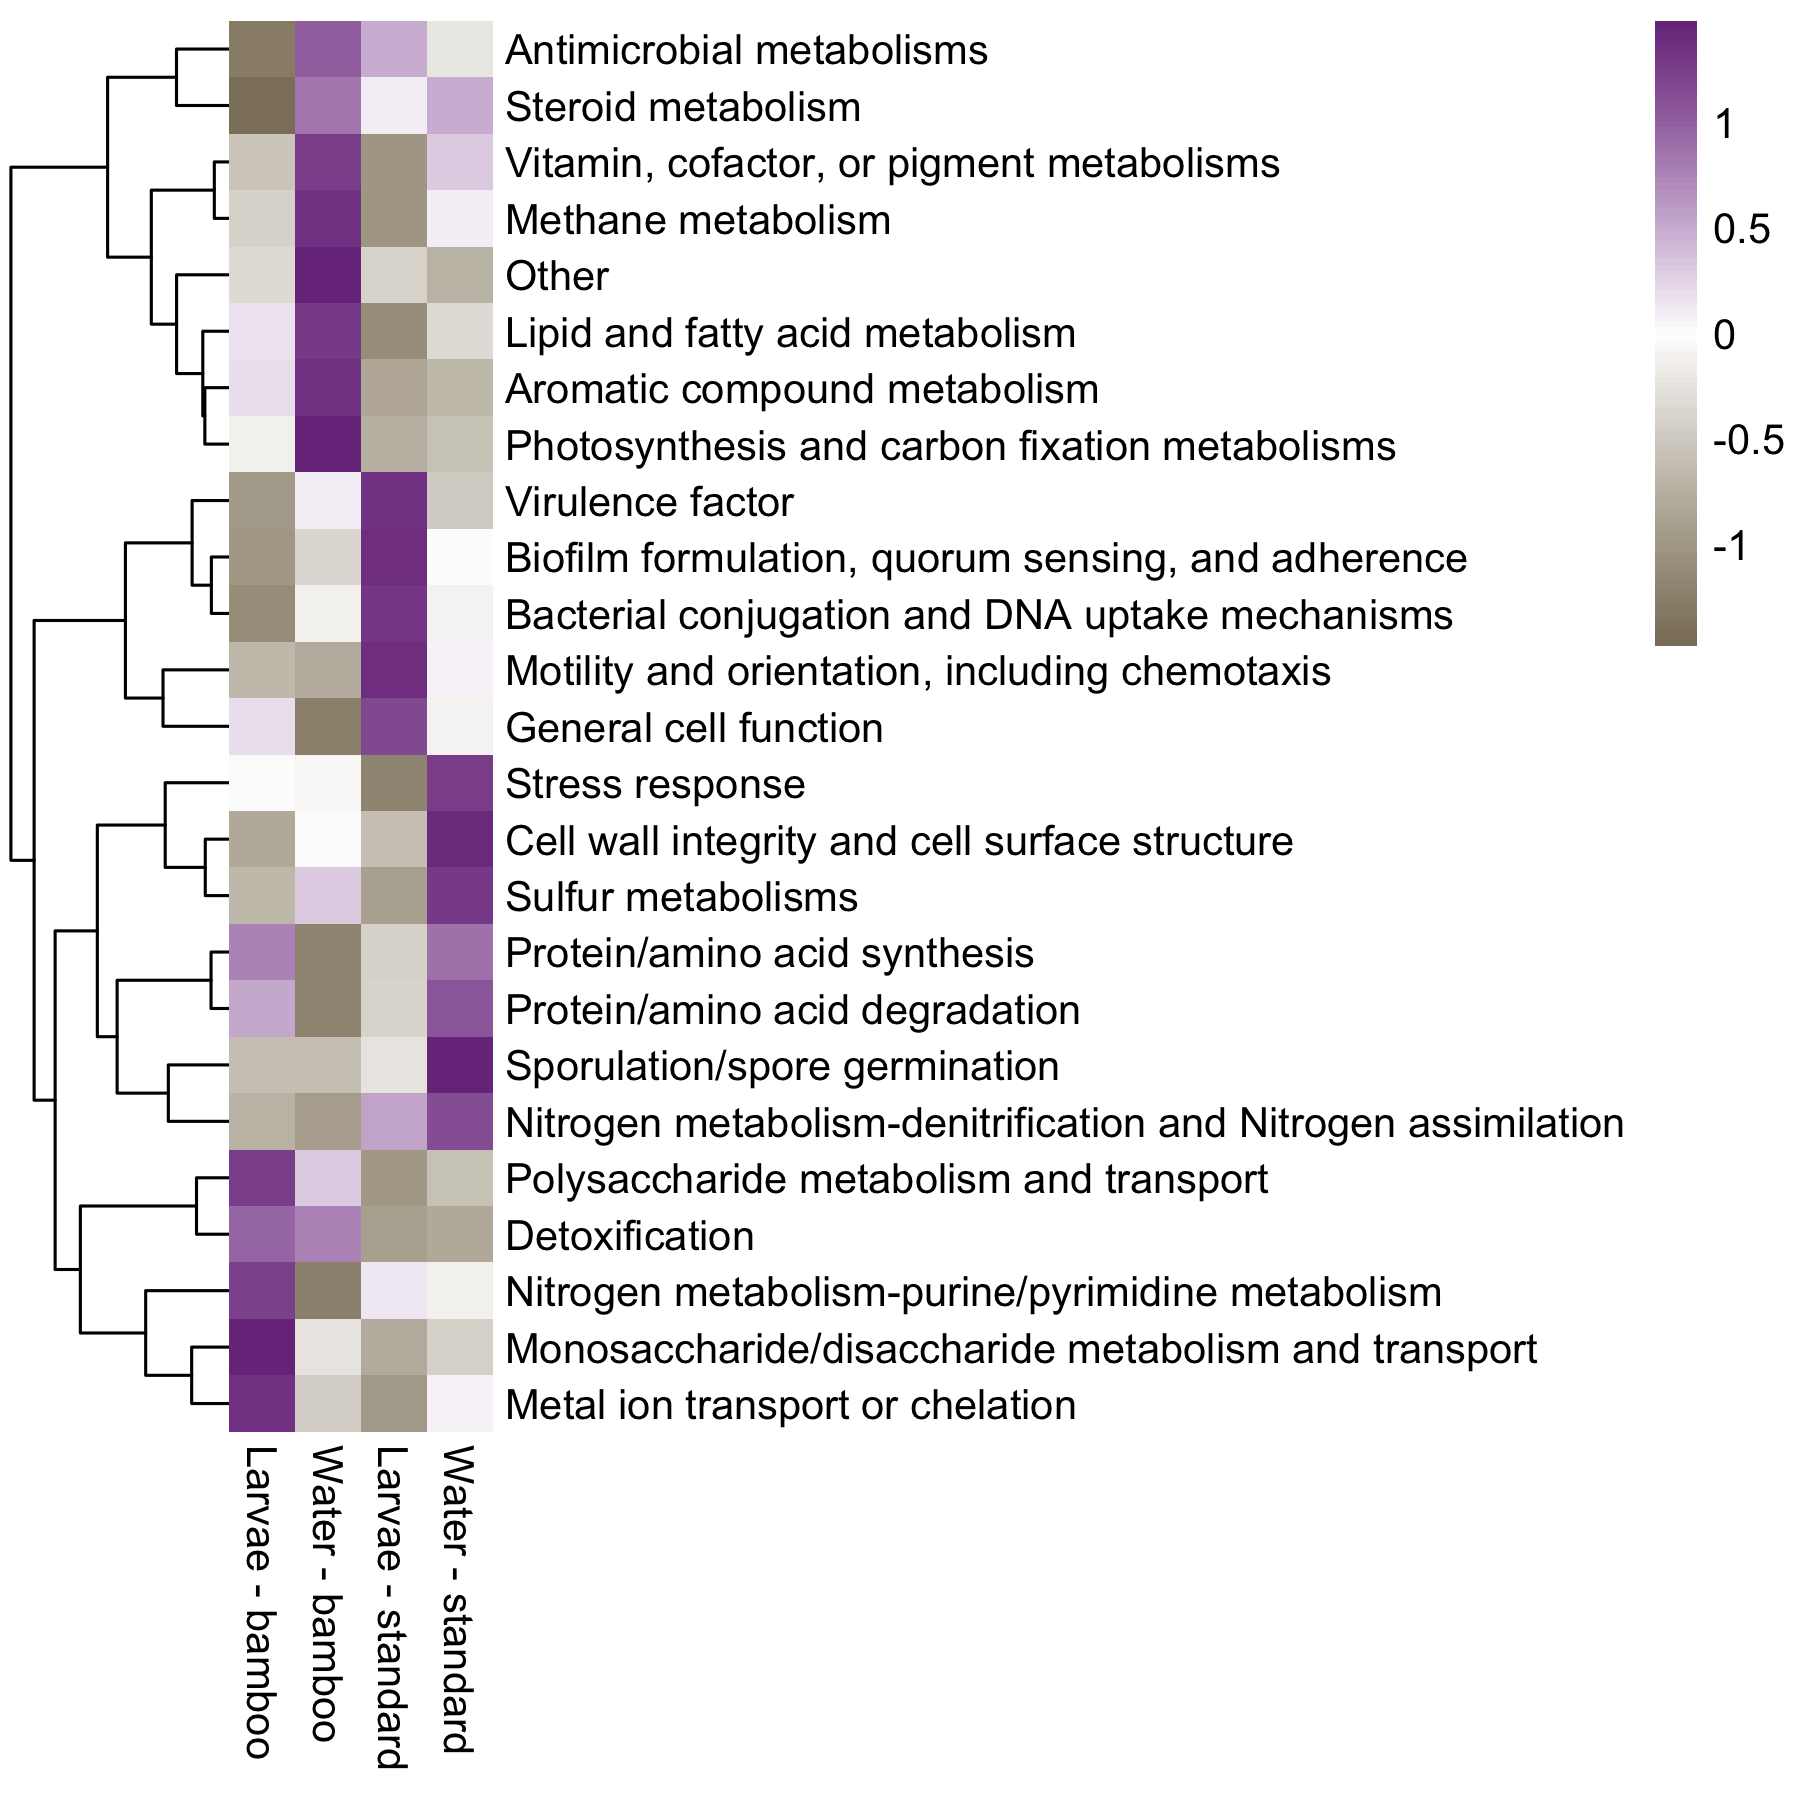 Antimicrobial metabolisms
Steroid metabolism
Vitamin, cofactor, or pigment metabolisms
Methane metabolism
Other
Lipid and fatty acid metabolism
Aromatic compound metabolism
Photosynthesis and carbon fixation metabolisms
Virulence factor
Biofilm formulation, quorum sensing, and adherence
Bacterial conjugation and DNA uptake mechanisms
Motility and orientation, including chemotaxis
General cell function
Stress response
Cell wall integrity and cell surface structure
Sulfur metabolisms
Protein/amino acid synthesis
Protein/amino acid degradation
Sporulation/spore germination
Nitrogen metabolism-denitrification and Nitrogen assimilation
Polysaccharide metabolism and transport
Detoxification
Nitrogen metabolism-purine/pyrimidine metabolism
Monosaccharide/disaccharide metabolism and transport
Metal ion transport or chelation
Larvae - bamboo
Water - bamboo
Larvae - standard
Water - standard
1
0.5
0
-0.5
-1